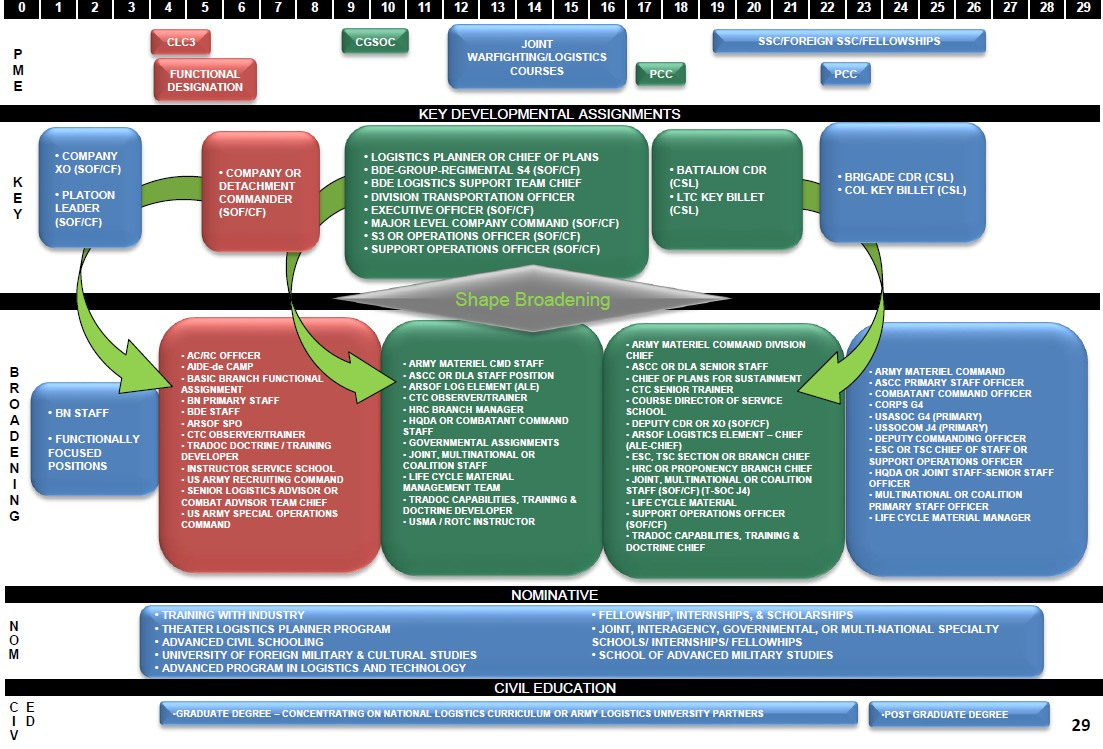 0 1 2 3 4 5 6 7 8 9 10 11 12 13 14 15 16 17 18 19 20 21 22 23 24 25 26 27 28 29
P
M
E
CLC3
FUNCTIONAL
DESIGNATION
CGSOC
JOINT
WARFIGHTING/LOGISTICS
COURSES
PCC
SSC/FOREIGN SSC/FELLOWSHIPS
PCC
KEY DEVELOPMENTAL ASSIGNMENTS
K
E
Y
• COMPANY
XO (SOF/CF)
• PLATOON
LEADER
(SOF/CF)
• COMPANY OR
DETACHMENT
COMMANDER
(SOF/CF)
• LOGISTICS PLANNER OR CHIEF OF PLANS
• BDE-GROUP-REGIMENTAL S4 (SOF/CF)
• BDE LOGISTICS SUPPORT TEAM CHIEF
• DIVISION TRANSPORTATION OFFICER
• EXECUTIVE OFFICER (SOF/CF)
• MAJOR LEVEL COMPANY COMMAND (SOF/CF)
• S3 OR OPERATIONS OFFICER (SOF/CF)
• SUPPORT OPERATIONS OFFICER (SOF/CF)
• BATTALION CDR
(CSL)
• LTC KEY BILLET
(CSL)
• BRIGADE CDR (CSL)
• COL KEY BILLET (CSL)
Shape Broadening
B
R
O
A
D
E
N
I
N
G
• BN STAFF
• FUNCTIONALLY
FOCUSED
POSITIONS
• AC/RC OFFICER
• AIDE-de CAMP
• BASIC BRANCH FUNCTIONAL
ASSIGNMENT
• BN PRIMARY STAFF
• BDE STAFF
• ARSOF SPO
• CTC OBSERVER/TRAINER
• TRADOC DOCTRINE / TRAINING
DEVELOPER
• INSTRUCTOR SERVICE SCHOOL
• US ARMY RECRUITING COMMAND
• SENIOR LOGISTICS ADVISOR OR
COMBAT ADVISOR TEAM CHIEF
• US ARMY SPECIAL OPERATIONS
COMMAND
• ARMY MATERIEL CMD STAFF
• ASCC OR DLA STAFF POSITION
• ARSOF LOG ELEMENT (ALE)
• CTC OBSERVER/TRAINER
• HRC BRANCH MANAGER
• HQDA OR COMBATANT COMMAND
STAFF
• GOVERNMENTAL ASSIGNMENTS
• JOINT, MULTINATIONAL OR
COALITION STAFF
• LIFE CYCLE MATERIAL
MANAGEMENT TEAM
• TRADOC CAPABILITIES, TRAINING &
DOCTRINE DEVELOPER
• USMA / ROTC INSTRUCTOR
• ARMY MATERIEL COMMAND DIVISION
CHIEF
• ASCC OR DLA SENIOR STAFF
• CHIEF OF PLANS FOR SUSTAINMENT
• CTC SENIOR TRAINER
• COURSE DIRECTOR OF SERVICE
SCHOOL
• DEPUTY CDR OR XO (SOF/CF)
• ARSOF LOGISTICS ELEMENT – CHIEF
(ALE-CHIEF)
• ESC, TSC SECTION OR BRANCH CHIEF
• HRC OR PROPONENCY BRANCH CHIEF
• JOINT, MULTINATIONAL OR COALITION
STAFF (SOF/CF) (T-SOC J4)
• LIFE CYCLE MATERIAL
• SUPPORT OPERATIONS OFFICER
(SOF/CF)
• TRADOC CAPABILITIES, TRAINING &
DOCTRINE CHIEF
• ARMY MATERIEL COMMAND
• ASCC PRIMARY STAFF OFFICER
• COMBATANT COMMAND OFFICER
• CORPS G4
• USASOC G4 (PRIMARY)
• USSOCOM J4 (PRIMARY)
• DEPUTY COMMANDING OFFICER
• ESC OR TSC CHIEF OF STAFF OR
SUPPORT OPERATIONS OFFICER
• HQDA OR JOINT STAFF-SENIOR STAFF
OFFICER
• MULTINATIONAL OR COALITION
PRIMARY STAFF OFFICER
• LIFE CYCLE MATERIAL MANAGER
NOMINATIVE
N
O
M
• TRAINING WITH INDUSTRY
• THEATER LOGISTICS PLANNER PROGRAM
• ADVANCED CIVIL SCHOOLING
• UNIVERSITY OF FOREIGN MILITARY & CULTURAL STUDIES
• ADVANCED PROGRAM IN LOGISTICS AND TECHNOLOGY
• FELLOWSHIP, INTERNSHIPS, & SCHOLARSHIPS
• JOINT, INTERAGENCY, GOVERNMENTAL, OR MULTI-NATIONAL SPECIALTY
SCHOOLS/ INTERNSHIPS/ FELLOWHIPS
• SCHOOL OF ADVANCED MILITARY STUDIES
CIVIL EDUCATION
C E
I D
V
•GRADUATE DEGREE – CONCENTRATING ON NATIONAL LOGISTICS CURRICULUM OR ARMY LOGISTICS UNIVERSITY PARTNERS
•POST GRADUATE DEGREE
29